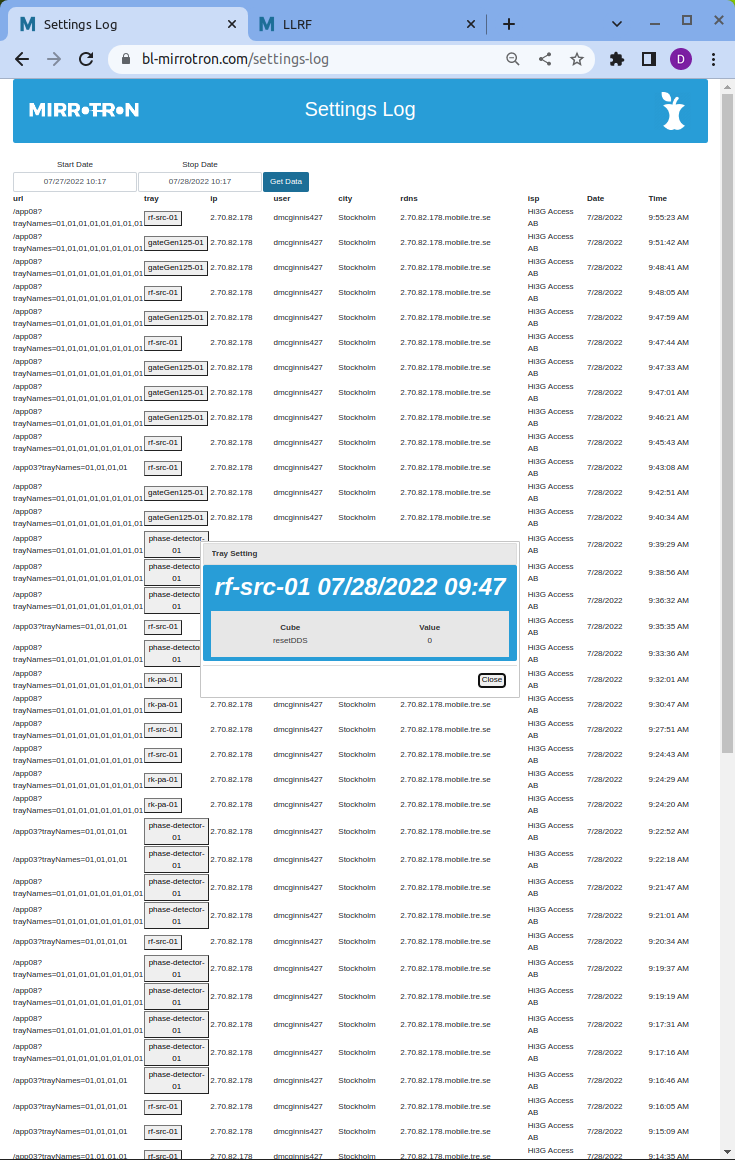 Settings Log
LLRF
bl-mirrotron.com/settings-log
D
MIRROTRON
Settings Log
Start Date Stop Date
07/27/2022 10:17 07/28/2022 10:17 Get Data
url tray ip user city rdns isp Date Time
/app08? rf-src-01 2.70.82.178 dmcginnis427 Stockholm 2.70.82.178.mobile.tre.se Hi3G Access 7/28/2022 9:55:23 AM
trayNames=01,01,01,01,01,01,01,01 AB
/app08? gateGen125-01 2.70.82.178 dmcginnis427 Stockholm 2.70.82.178.mobile.tre.se Hi3G Access 7/28/2022 9:51:42 AM
trayNames=01,01,01,01,01,01,01,01 AB
/app08? gateGen125-01 2.70.82.178 dmcginnis427 Stockholm 2.70.82.178.mobile.tre.se Hi3G Access 7/28/2022 9:48:41 AM
trayNames=01,01,01,01,01,01,01,01 AB
/app08? rf-src-01 2.70.82.178 dmcginnis427 Stockholm 2.70.82.178.mobile.tre.se Hi3G Access 7/28/2022 9:48:05 AM
trayNames=01,01,01,01,01,01,01,01 AB
/app08? gateGen125-01 2.70.82.178 dmcginnis427 Stockholm 2.70.82.178.mobile.tre.se Hi3G Access 7/28/2022 9:47:59 AM
trayNames=01,01,01,01,01,01,01,01 AB
/app08? rf-src-01 2.70.82.178 dmcginnis427 Stockholm 2.70.82.178.mobile.tre.se Hi3G Access 7/28/2022 9:47:44 AM
trayNames=01,01,01,01,01,01,01,01 AB
/app08? gateGen125-01 2.70.82.178 dmcginnis427 Stockholm 2.70.82.178.mobile.tre.se Hi3G Access 7/28/2022 9:47:33 AM
trayNames=01,01,01,01,01,01,01,01 AB
/app08? gateGen125-01 2.70.82.178 dmcginnis427 Stockholm 2.70.82.178.mobile.tre.se Hi3G Access 7/28/2022 9:47:01 AM
trayNames=01,01,01,01,01,01,01,01 AB
/app08? gateGen125-01 2.70.82.178 dmcginnis427 Stockholm 2.70.82.178.mobile.tre.se Hi3G Access 7/28/2022 9:46:21 AM
trayNames=01,01,01,01,01,01,01,01 AB
/app08? rf-src-01 2.70.82.178 dmcginnis427 Stockholm 2.70.82.178.mobile.tre.se Hi3G Access 7/28/2022 9:45:43 AM
trayNames=01,01,01,01,01,01,01,01 AB
/app03?trayNames=01,01,01,01 rf-src-01 2.70.82.178 dmcginnis427 Stockholm 2.70.82.178.mobile.tre.se Hi3G Access 7/28/2022 9:43:08 AM
AB
/app08? gateGen125-01 2.70.82.178 dmcginnis427 Stockholm 2.70.82.178.mobile.tre.se Hi3G Access 7/28/2022 9:42:51 AM
trayNames=01,01,01,01,01,01,01,01 AB
/app08? gateGen125-01 2.70.82.178 dmcginnis427 Stockholm 2.70.82.178.mobile.tre.se Hi3G Access 7/28/2022 9:40:34 AM
trayNames=01,01,01,01,01,01,01,01 AB
/app08? phase-detector- Hi3G Access 7/28/2022 9:39:29 AM
trayNames=01,01,01,01,01,01,01,01 01 AB
/app08? phase-detector- Hi3G Access 7/28/2022 9:38:56 AM
trayNames=01,01,01,01,01,01,01,01 01 AB
/app08? phase-detector- Hi3G Access 7/28/2022 9:36:32 AM
trayNames=01,01,01,01,01,01,01,01 01 AB
/app03?trayNames=01,01,01,01 rf-src-01 Hi3G Access 7/28/2022 9:35:35 AM
AB
/app08? phase-detector- Hi3G Access 7/28/2022 9:33:36 AM
trayNames=01,01,01,01,01,01,01,01 01 AB
/app08? rk-pa-01 Hi3G Access 7/28/2022 9:32:01 AM
trayNames=01,01,01,01,01,01,01,01 AB
Tray Setting
rf-src-01 07/28/2022 09:47
Cube Value
resetDDS 0
Close
/app08? rk-pa-01 2.70.82.178 dmcginnis427 Stockholm 2.70.82.178.mobile.tre.se Hi3G Access 7/28/2022 9:30:47 AM
trayNames=01,01,01,01,01,01,01,01 AB
/app08? rf-src-01 2.70.82.178 dmcginnis427 Stockholm 2.70.82.178.mobile.tre.se Hi3G Access 7/28/2022 9:27:51 AM
trayNames=01,01,01,01,01,01,01,01 AB
/app08? rf-src-01 2.70.82.178 dmcginnis427 Stockholm 2.70.82.178.mobile.tre.se Hi3G Access 7/28/2022 9:24:43 AM
trayNames=01,01,01,01,01,01,01,01 AB
/app08? rk-pa-01 2.70.82.178 dmcginnis427 Stockholm 2.70.82.178.mobile.tre.se Hi3G Access 7/28/2022 9:24:29 AM
trayNames=01,01,01,01,01,01,01,01 AB
/app08? rk-pa-01 2.70.82.178 dmcginnis427 Stockholm 2.70.82.178.mobile.tre.se Hi3G Access 7/28/2022 9:24:20 AM
trayNames=01,01,01,01,01,01,01,01 AB
/app03?trayNames=01,01,01,01 phase-detector- 2.70.82.178 dmcginnis427 Stockholm 2.70.82.178.mobile.tre.se Hi3G Access 7/28/2022 9:22:52 AM
01 AB
/app03?trayNames=01,01,01,01 phase-detector- 2.70.82.178 dmcginnis427 Stockholm 2.70.82.178.mobile.tre.se Hi3G Access 7/28/2022 9:22:18 AM
01 AB
/app08? phase-detector- 2.70.82.178 dmcginnis427 Stockholm 2.70.82.178.mobile.tre.se Hi3G Access 7/28/2022 9:21:47 AM
trayNames=01,01,01,01,01,01,01,01 01 AB
/app08? phase-detector- 2.70.82.178 dmcginnis427 Stockholm 2.70.82.178.mobile.tre.se Hi3G Access 7/28/2022 9:21:01 AM
trayNames=01,01,01,01,01,01,01,01 01 AB
/app03?trayNames=01,01,01,01 rf-src-01 2.70.82.178 dmcginnis427 Stockholm 2.70.82.178.mobile.tre.se Hi3G Access 7/28/2022 9:20:34 AM
AB
/app08? phase-detector- 2.70.82.178 dmcginnis427 Stockholm 2.70.82.178.mobile.tre.se Hi3G Access 7/28/2022 9:19:37 AM
trayNames=01,01,01,01,01,01,01,01 01 AB
/app08? phase-detector- 2.70.82.178 dmcginnis427 Stockholm 2.70.82.178.mobile.tre.se Hi3G Access 7/28/2022 9:19:19 AM
trayNames=01,01,01,01,01,01,01,01 01 AB
/app08? phase-detector- 2.70.82.178 dmcginnis427 Stockholm 2.70.82.178.mobile.tre.se Hi3G Access 7/28/2022 9:17:31 AM
trayNames=01,01,01,01,01,01,01,01 01 AB
/app08? phase-detector- 2.70.82.178 dmcginnis427 Stockholm 2.70.82.178.mobile.tre.se Hi3G Access 7/28/2022 9:17:16 AM
trayNames=01,01,01,01,01,01,01,01 01 AB
/app03?trayNames=01,01,01,01 phase-detector- 2.70.82.178 dmcginnis427 Stockholm 2.70.82.178.mobile.tre.se Hi3G Access 7/28/2022 9:16:46 AM
01 AB
/app03?trayNames=01,01,01,01 rf-src-01 2.70.82.178 dmcginnis427 Stockholm 2.70.82.178.mobile.tre.se Hi3G Access 7/28/2022 9:16:05 AM
AB
/app03?trayNames=01,01,01,01 rf-src-01 2.70.82.178 dmcginnis427 Stockholm 2.70.82.178.mobile.tre.se Hi3G Access 7/28/2022 9:15:09 AM
AB
/app03?trayNames=01,01,01,01 rf-src-01 2.70.82.178 dmcginnis427 Stockholm 2.70.82.178.mobile.tre.se Hi3G Access 7/28/2022 9:14:35 AM